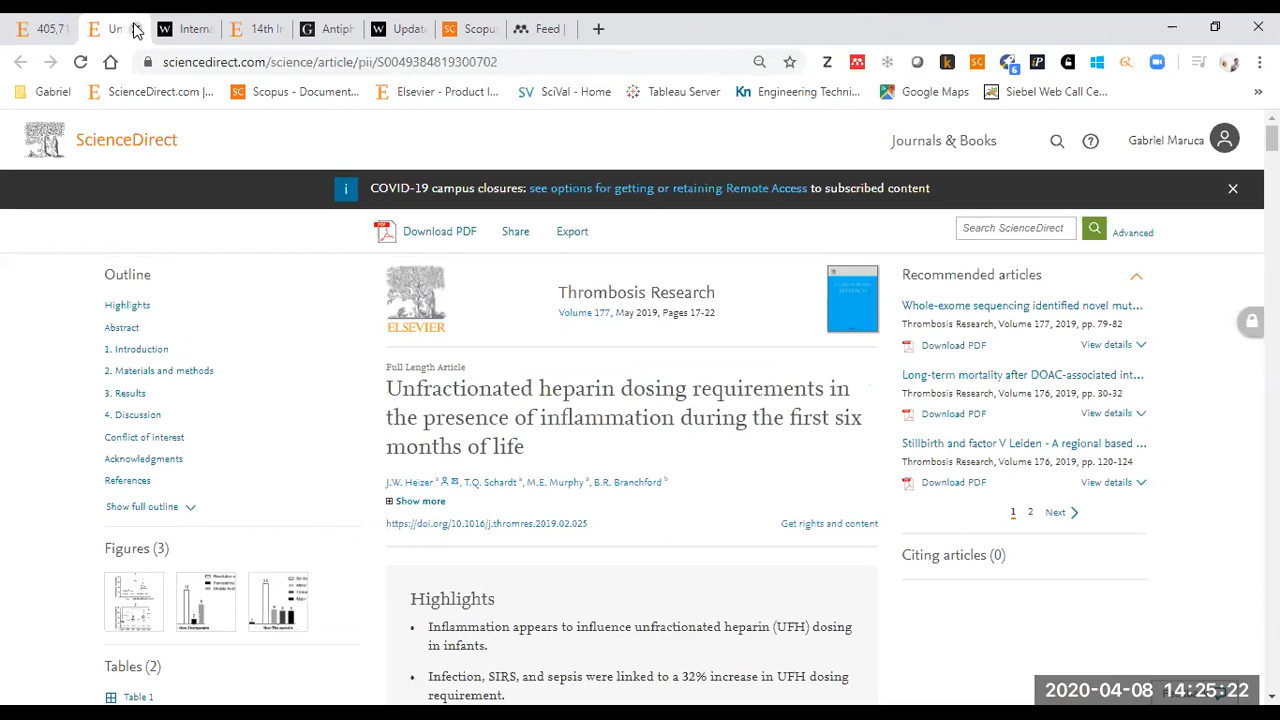 405,71
Un
Interna
14th In
Antiph
Update
Scopu
Feed |
sciencedirect.com/science/article/pii/S0049384819300702
6
Gabriel
ScienceDirect.com |...
Scopus - Document...
Elsevier - Product I...
SciVal - Home
Tableau Server
Engineering Techni...
Google Maps
Siebel Web Call Ce...
ScienceDirect
Journals & Books
Gabriel Maruca
COVID-19 campus closures: see options for getting or retaining Remote Access to subscribed content
Download PDF
Share
Export
Search ScienceDirect
Advanced
Outline
Highlights
Abstract
1. Introduction
2. Materials and methods
3. Results
4. Discussion
Conflict of interest
Acknowledgments
References
Show full outline
Figures (3)
Tables (2)
Table 1
ELSEVIER
Thrombosis Research
Volume 177, May 2019, Pages 17-22
Full Length Article
Unfractionated heparin dosing requirements in
the presence of inflammation during the first six
months of life
J.W. Heizer a, T.Q. Schardt a, M.E. Murphy a, B.R. Branchford b
Show more
https://doi.org/10.1016/j.thromres.2019.02.025
Get rights and content
Highlights
• Inflammation appears to influence unfractionated heparin (UFH) dosing
in infants.
• Infection, SIRS, and sepsis were linked to a 32% increase in UFH dosing
requirement.
Recommended articles
Whole-exome sequencing identified novel mut...
Thrombosis Research, Volume 177, 2019, pp. 79-82
Download PDF
View details
Long-term mortality after DOAC-associated int...
Thrombosis Research, Volume 176, 2019, pp. 30-32
Download PDF
View details
Stillbirth and factor V Leiden - A regional based ...
Thrombosis Research, Volume 176, 2019, pp. 120-124
Download PDF
View details
1 2 Next
Citing articles (0)
2020-04-08 14:25:22